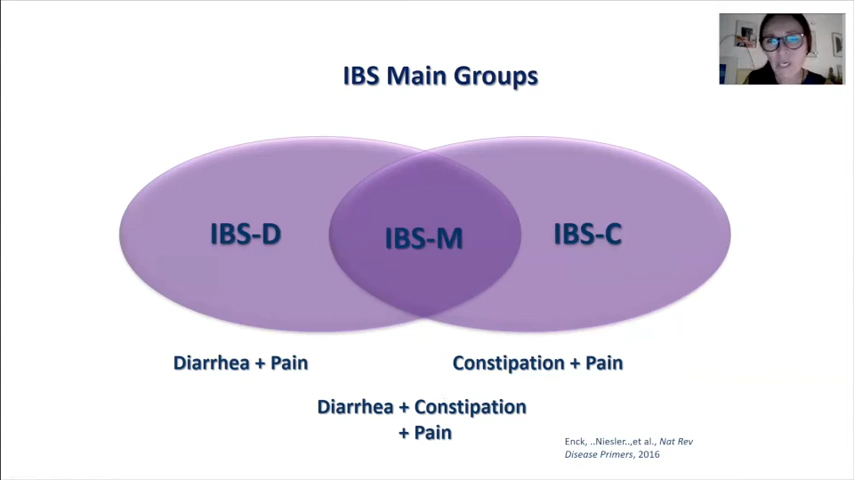 IBS Main Groups
IBS-D
IBS-M
IBS-C
Diarrhea + Pain
Constipation + Pain
Diarrhea + Constipation
+ Pain
Enck, ..Niesler..,et al., Nat Rev
Disease Primers, 2016